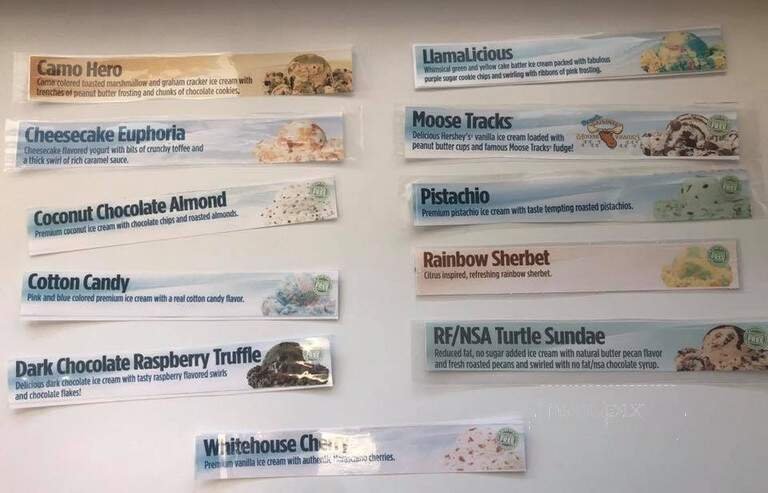 Camo Hero
Camo colored toasted marshmallow and graham cracker ice cream with
trenches of peanut butter frosting and chunks of chocolate cookies.
Cheesecake Euphoria
Cheesecake flavored yogurt with bits of crunchy toffee and
a thick swirl of rich caramel sauce.
Coconut Chocolate Almond
Premium coconut ice cream with chocolate chips and roasted almonds.
Cotton Candy
Pink and blue colored premium ice cream with a real cotton candy flavor.
Dark Chocolate Raspberry Truffle
Delicious dark chocolate ice cream with tasty raspberry flavored swirls
and chocolate flakes!
LlamaLicious
Whimsical green and yellow cake batter ice cream packed with fabulous
purple sugar cookie chips and swirling with ribbons of pink frosting.
Moose Tracks
Delicious Hershey's® vanilla ice cream loaded with
peanut butter cups and famous Moose Tracks® fudge!
Pistachio
Premium pistachio ice cream with taste tempting roasted pistachios.
Rainbow Sherbet
Citrus inspired, refreshing rainbow sherbet.
RF/NSA Turtle Sundae
Reduced fat, no sugar added ice cream with natural butter pecan flavor
and fresh roasted pecans and swirled with no fat/nsa chocolate syrup.
Whitehouse Cherry
Premium vanilla ice cream with authentic Maraschino cherries.